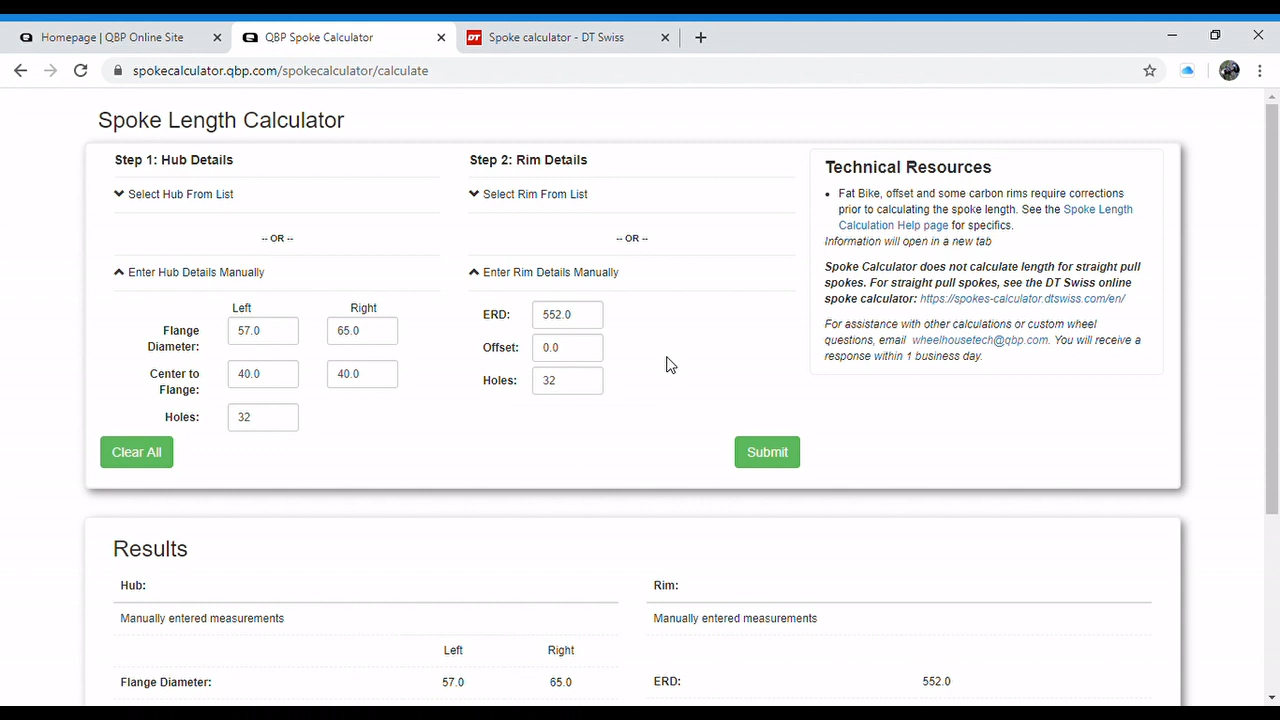 Homepage | QBP Online Site
QBP Spoke Calculator
DT Spoke calculator - DT Swiss
spokecalculator.qbp.com/spokecalculator/calculate
Spoke Length Calculator
Step 1: Hub Details
Select Hub From List
-- OR --
Enter Hub Details Manually
Left Right
Flange Diameter: 57.0 65.0
Center to Flange: 40.0 40.0
Holes: 32
Clear All
Step 2: Rim Details
Select Rim From List
-- OR --
Enter Rim Details Manually
ERD: 552.0
Offset: 0.0
Holes: 32
Submit
Technical Resources
• Fat Bike, offset and some carbon rims require corrections
prior to calculating the spoke length. See the Spoke Length
Calculation Help page for specifics.
Information will open in a new tab
Spoke Calculator does not calculate length for straight pull
spokes. For straight pull spokes, see the DT Swiss online
spoke calculator: https://spokes-calculator.dtswiss.com/en/
For assistance with other calculations or custom wheel
questions, email wheelhousetech@qbp.com. You will receive a
response within 1 business day.
Results
Hub:
Manually entered measurements
Left Right
Flange Diameter: 57.0 65.0
Rim:
Manually entered measurements
ERD: 552.0